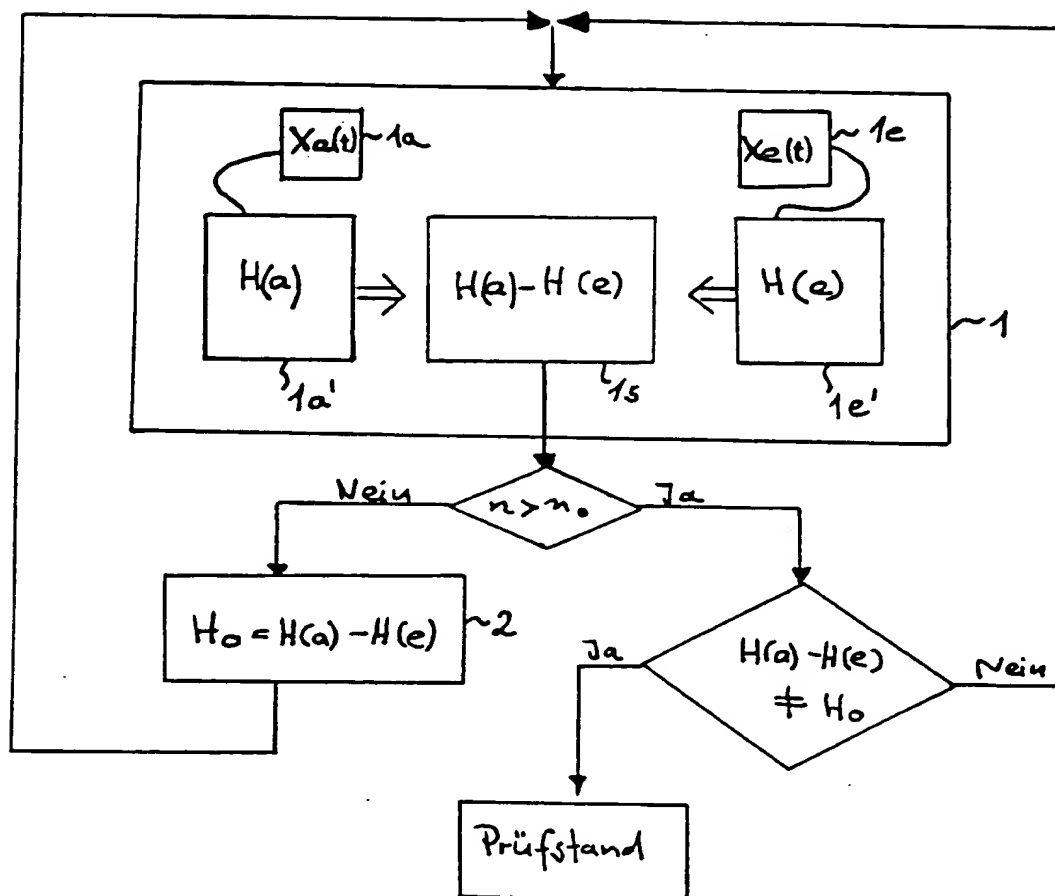 Xa(t)
1a
Xe(t)
1e
H(a)
H(a)-H(e)
H(e)
1
1a'
1s
1e'
Nein
n>n₀
Ja
H₀ = H(a) - H(e)
2
Ja
H(a)-H(e)
≠ H₀
Nein
Prüfstand